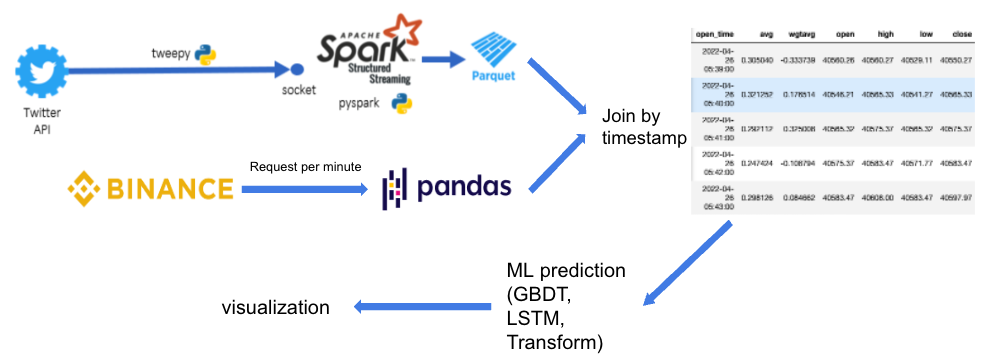 Twitter
API
tweepy
socket
APACHE
Spark
Structured
Streaming
pyspark
Parquet
Join by
timestamp
BINANCE
Request per minute
pandas
open_time avg wgtavg open high low close
2022-04-
26
05:39:00
0.305040 -0.333739 40560.26 40560.27 40529.11 40550.27
2022-04-
26
05:40:00
0.321252 0.176514 40546.21 40565.33 40541.27 40565.33
2022-04-
26
05:41:00
0.292112 0.325008 40565.32 40575.37 40565.32 40575.37
2022-04-
26
05:42:00
0.247424 -0.106794 40575.37 40583.47 40571.77 40583.47
2022-04-
26
05:43:00
0.298126 0.084662 40583.47 40608.00 40583.47 40597.97
ML prediction
(GBDT,
LSTM,
Transform)
visualization